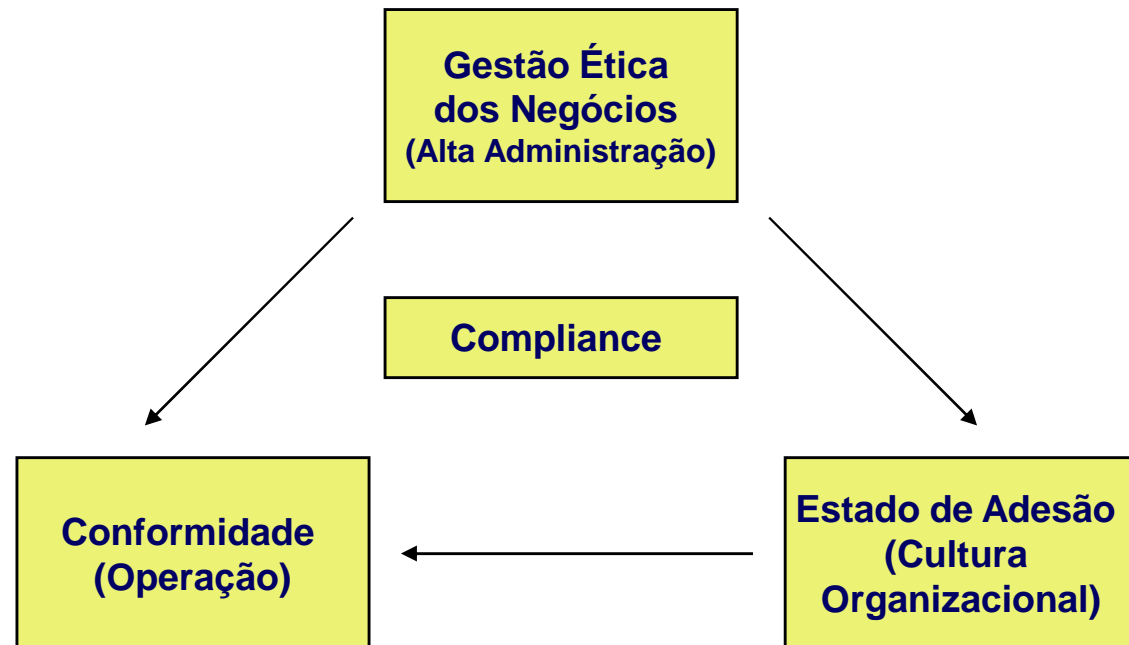 Gestão Ética
dos Negócios
(Alta Administração)
Compliance
Conformidade
(Operação)
Estado de Adesão
(Cultura
Organizacional)